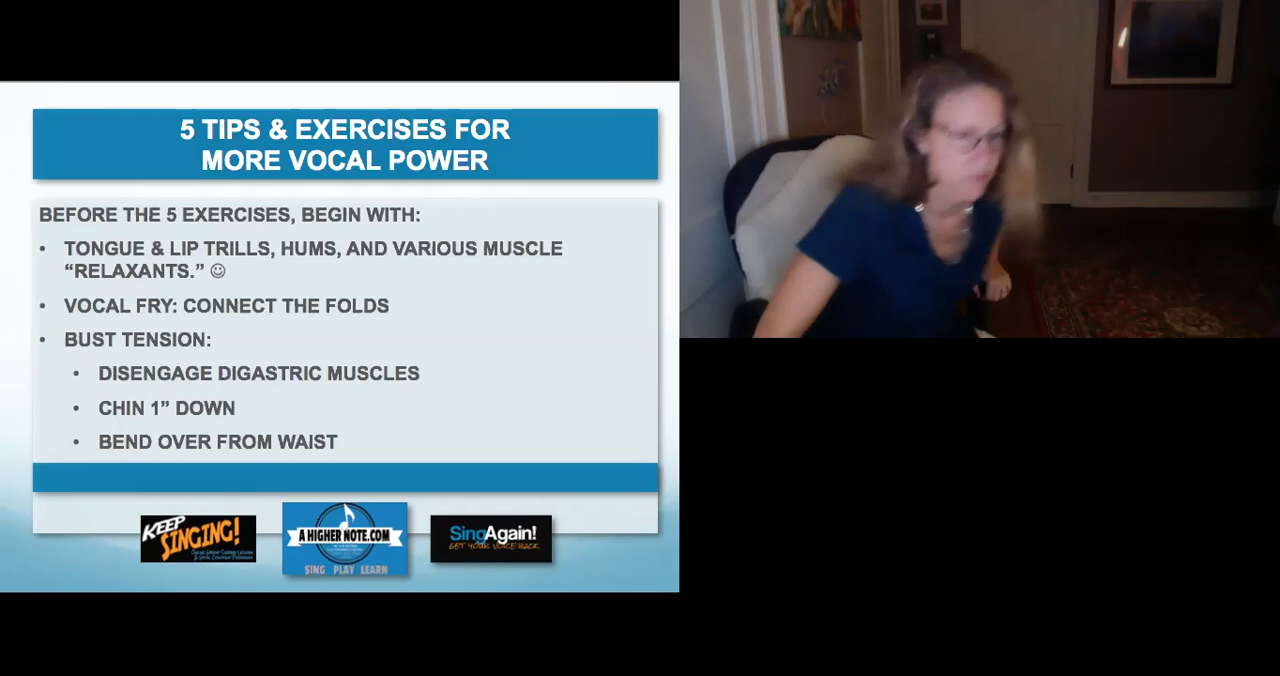 5 TIPS & EXERCISES FOR
MORE VOCAL POWER
BEFORE THE 5 EXERCISES, BEGIN WITH:
• TONGUE & LIP TRILLS, HUMS, AND VARIOUS MUSCLE
“RELAXANTS.” ☺
• VOCAL FRY: CONNECT THE FOLDS
• BUST TENSION:
• DISENGAGE DIGASTRIC MUSCLES
• CHIN 1” DOWN
• BEND OVER FROM WAIST
KEEP
SINGING!
A HIGHER NOTE.COM
SING PLAY LEARN
SingAgain!
GET YOUR VOICE BACK